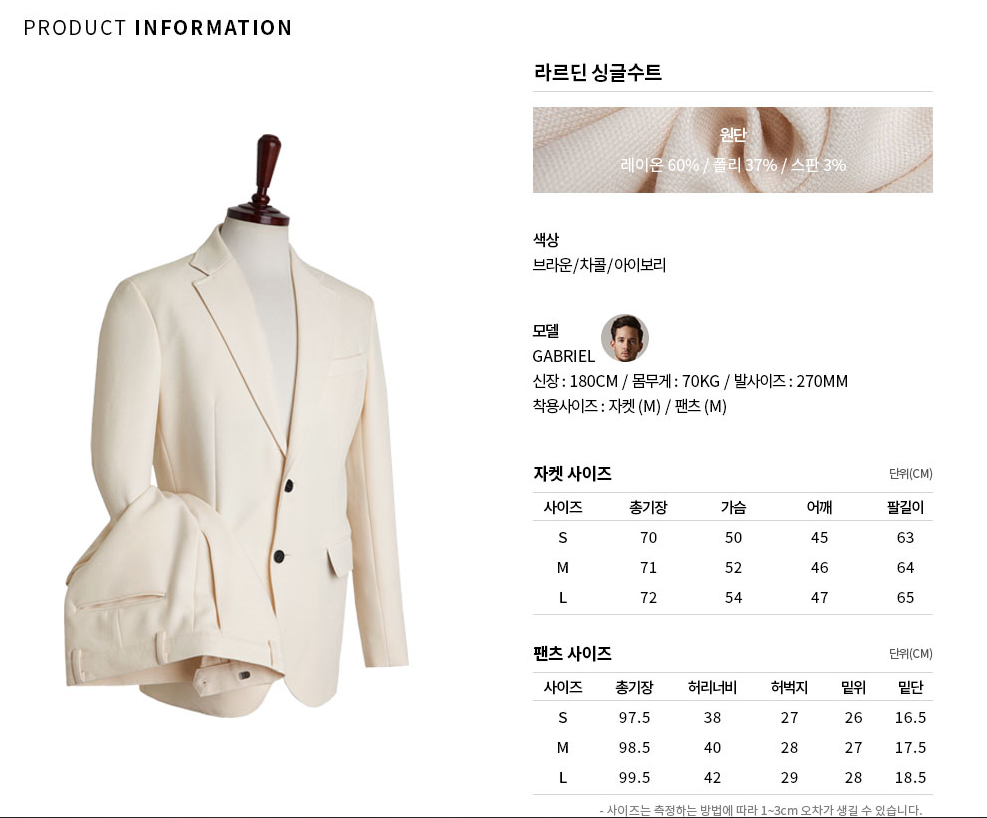 PRODUCT INFORMATION
라르딘 싱글수트
원단
레이온 60% / 폴리 37% / 스판 3%
색상
브라운/차콜/아이보리
모델
GABRIEL
신장 : 180CM / 몸무게 : 70KG / 발사이즈 : 270MM
착용사이즈 : 자켓 (M) / 팬츠 (M)
자켓 사이즈 단위(CM)
사이즈 총기장 가슴 어깨 팔길이
S 70 50 45 63
M 71 52 46 64
L 72 54 47 65
팬츠 사이즈 단위(CM)
사이즈 총기장 허리너비 허벅지 밑위 밑단
S 97.5 38 27 26 16.5
M 98.5 40 28 27 17.5
L 99.5 42 29 28 18.5
- 사이즈는 측정하는 방법에 따라 1~3cm 오차가 생길 수 있습니다.